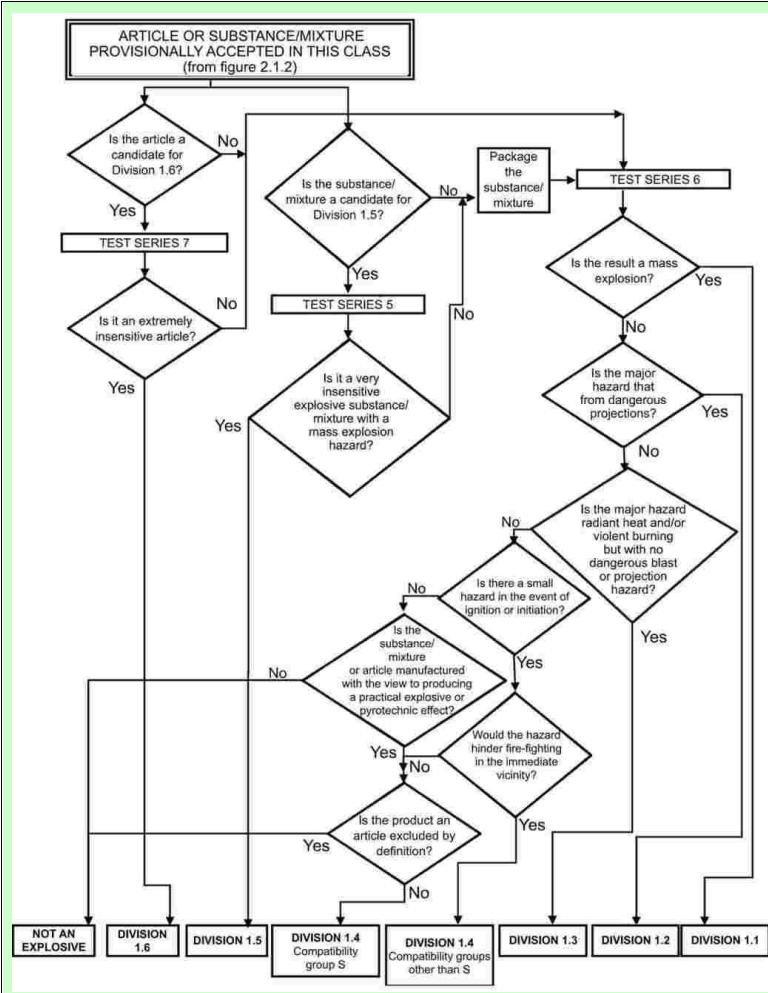 ARTICLE OR SUBSTANCE/MIXTURE
PROVISIONALLY ACCEPTED IN THIS CLASS
(from figure 2.1.2)
Is the article a
candidate for
Division 1.6?
No
Yes
TEST SERIES 7
Is it an extremely
insensitive article?
No
Yes
Is the substance/
mixture a candidate for
Division 1.5?
No
Yes
TEST SERIES 5
Is it a very
insensitive
explosive substance/
mixture with a
mass explosion
hazard?
No
Yes
Package
the
substance/
mixture
TEST SERIES 6
Is the result a mass
explosion?
Yes
No
Is the major
hazard that
from dangerous
projections?
Yes
No
Is the major hazard
radiant heat and/or
violent burning
but with no
dangerous blast
or projection
hazard?
No
Yes
Is there a small
hazard in the event of
ignition or initiation?
No
Yes
Is the
substance/
mixture
or article manufactured
with the view to producing
a practical explosive or
pyrotechnic effect?
No
Yes
Would the hazard
hinder fire-fighting
in the immediate
vicinity?
No
Yes
Is the product an
article excluded by
definition?
Yes
No
NOT AN
EXPLOSIVE
DIVISION
1.6
DIVISION 1.5
DIVISION 1.4
Compatibility
group S
DIVISION 1.4
Compatibility groups
other than S
DIVISION 1.3
DIVISION 1.2
DIVISION 1.1